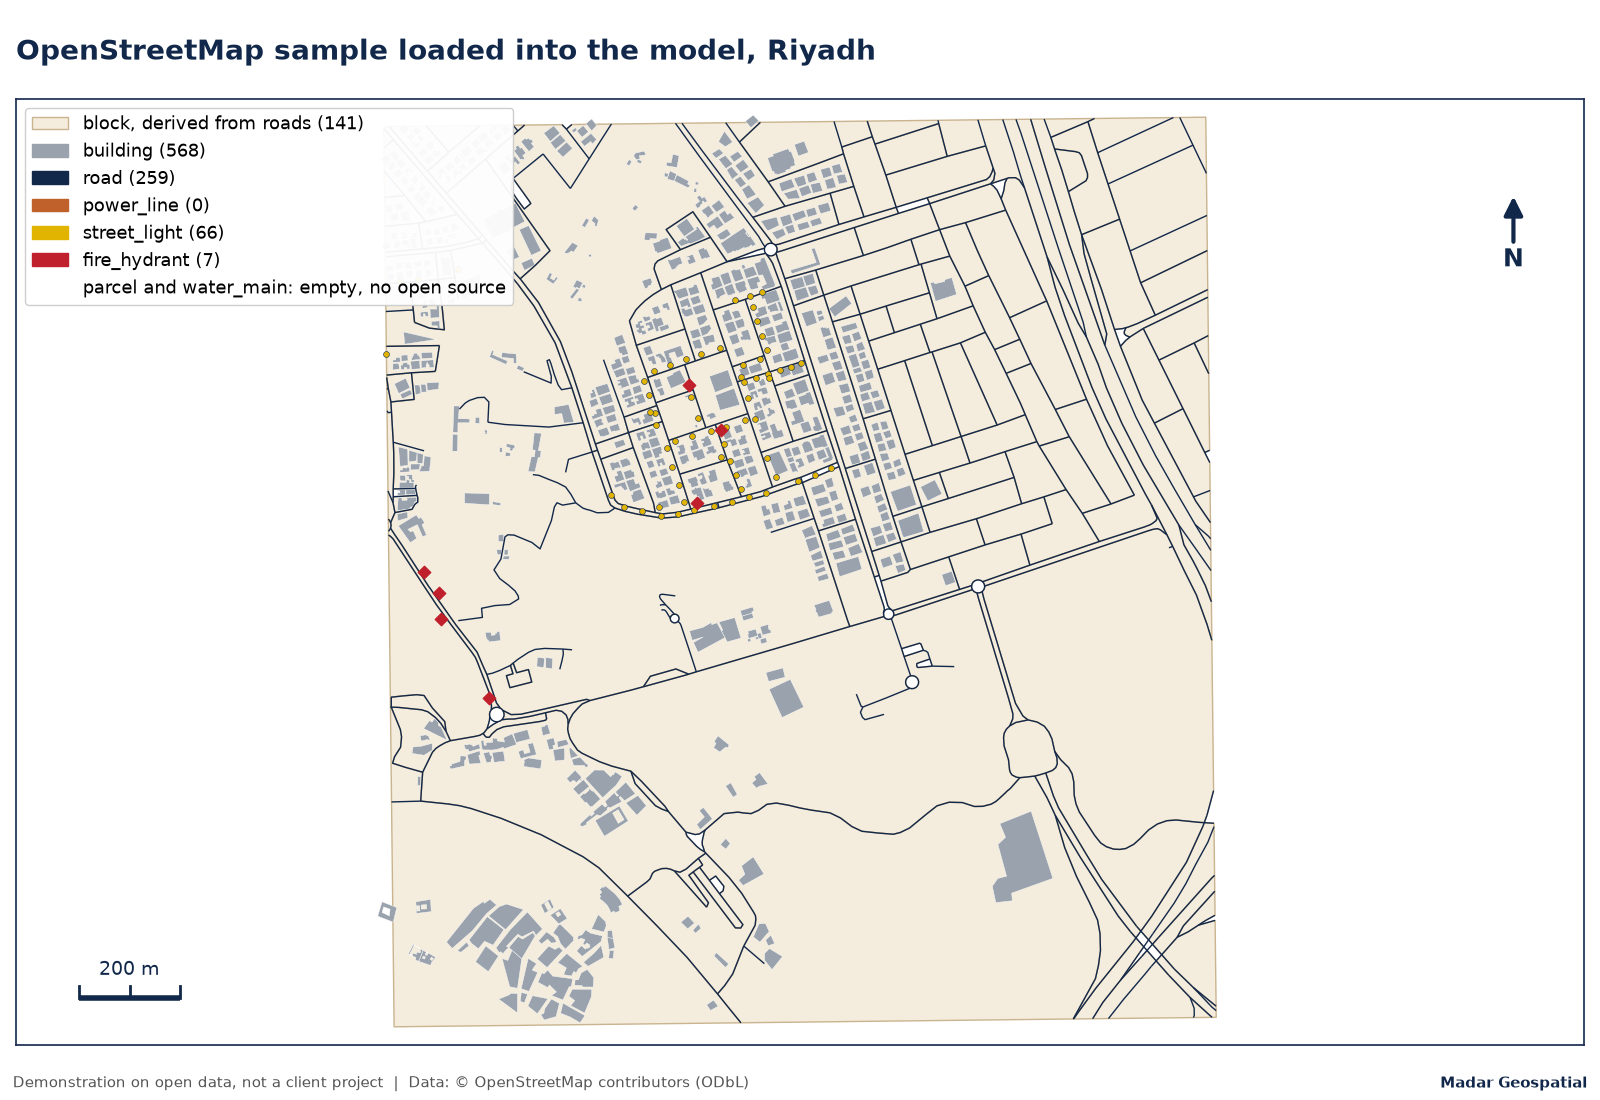 OpenStreetMap sample loaded into the model, Riyadh
block, derived from roads (141)
building (568)
road (259)
power_line (0)
street_light (66)
fire_hydrant (7)
parcel and water_main: empty, no open source
N
200 m
Demonstration on open data, not a client project | Data: © OpenStreetMap contributors (ODbL)
Madar Geospatial